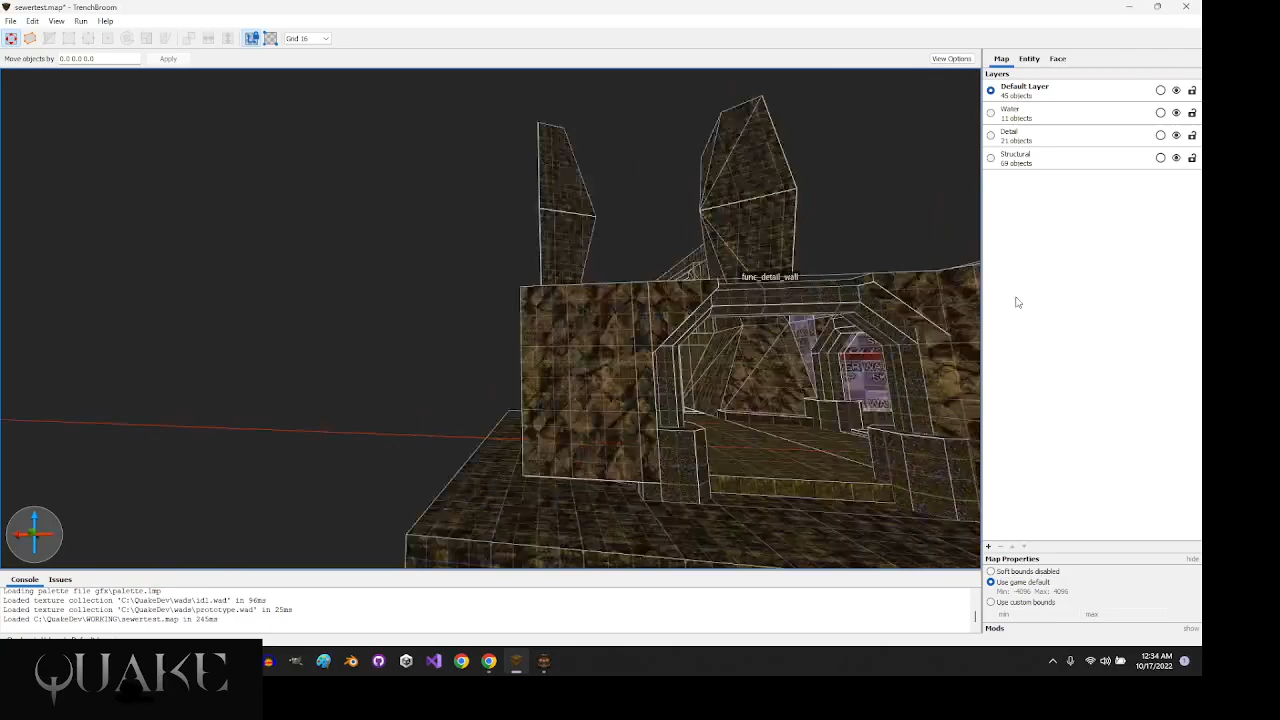 sewertest.map* - TrenchBroom
File Edit View Run Help
Grid 16
Move objects by 0.0 0.0 0.0 Apply View Options
Map Entity Face
Layers
Default Layer
45 objects
Water
11 objects
Detail
21 objects
Structural
69 objects
func_detail_wall
Map Properties hide
Soft bounds disabled
Use game default
Min: -4096 Max: 4096
Use custom bounds
min max
Mods show
Console Issues
Loading palette file gfx\palette.lmp
Loaded texture collection 'C:\QuakeDev\wads\id1.wad' in 96ms
Loaded texture collection 'C:\QuakeDev\wads\prototype.wad' in 25ms
Loaded C:\QuakeDev\WORKING\sewertest.map in 245ms
QUAKE
12:34 AM
10/17/2022
1